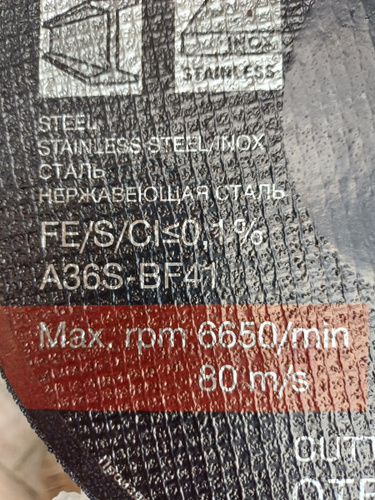 INOX
STAINLESS
STEEL
STAINLESS STEEL/INOX
СТАЛЬ
НЕРЖАВЕЮЩАЯ СТАЛЬ
FE/S/Cl≤0,1%
A36S-BF41
Max. rpm 6650/min
80 m/s